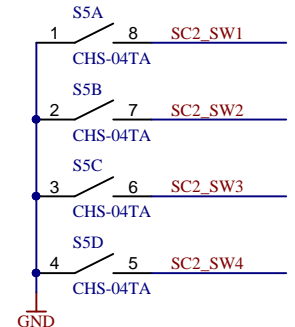 S5A
1 8 SC2_SW1
CHS-04TA
S5B
2 7 SC2_SW2
CHS-04TA
S5C
3 6 SC2_SW3
CHS-04TA
S5D
4 5 SC2_SW4
CHS-04TA
GND